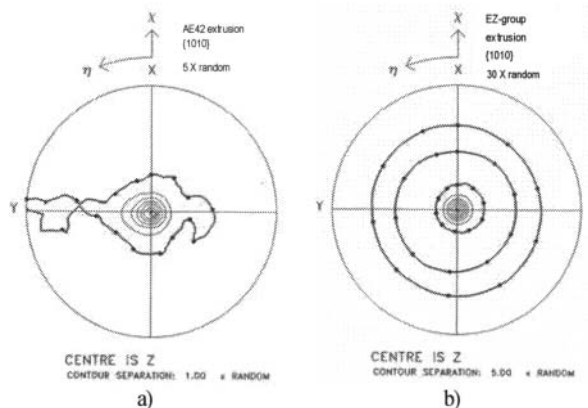 X
AE42 extrusion
{1010}
5 X random
η
X
Y
CENTRE IS Z
CONTOUR SEPARATION: 1.00 x RANDOM
a)
X
EZ-group
extrusion
{1010}
30 X random
η
X
Y
CENTRE IS Z
CONTOUR SEPARATION: 5.00 x RANDOM
b)